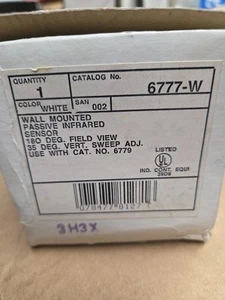 QUANTITY
1
CATALOG No.
6777-W
COLOR WHITE
SAN 002
WALL MOUNTED
PASSIVE INFRARED
SENSOR
180 DEG. FIELD VIEW
35 DEG. VERT. SWEEP ADJ.
USE WITH CAT. NO. 6779
LISTED
UL
IND. CONT. EQUI
3H3X